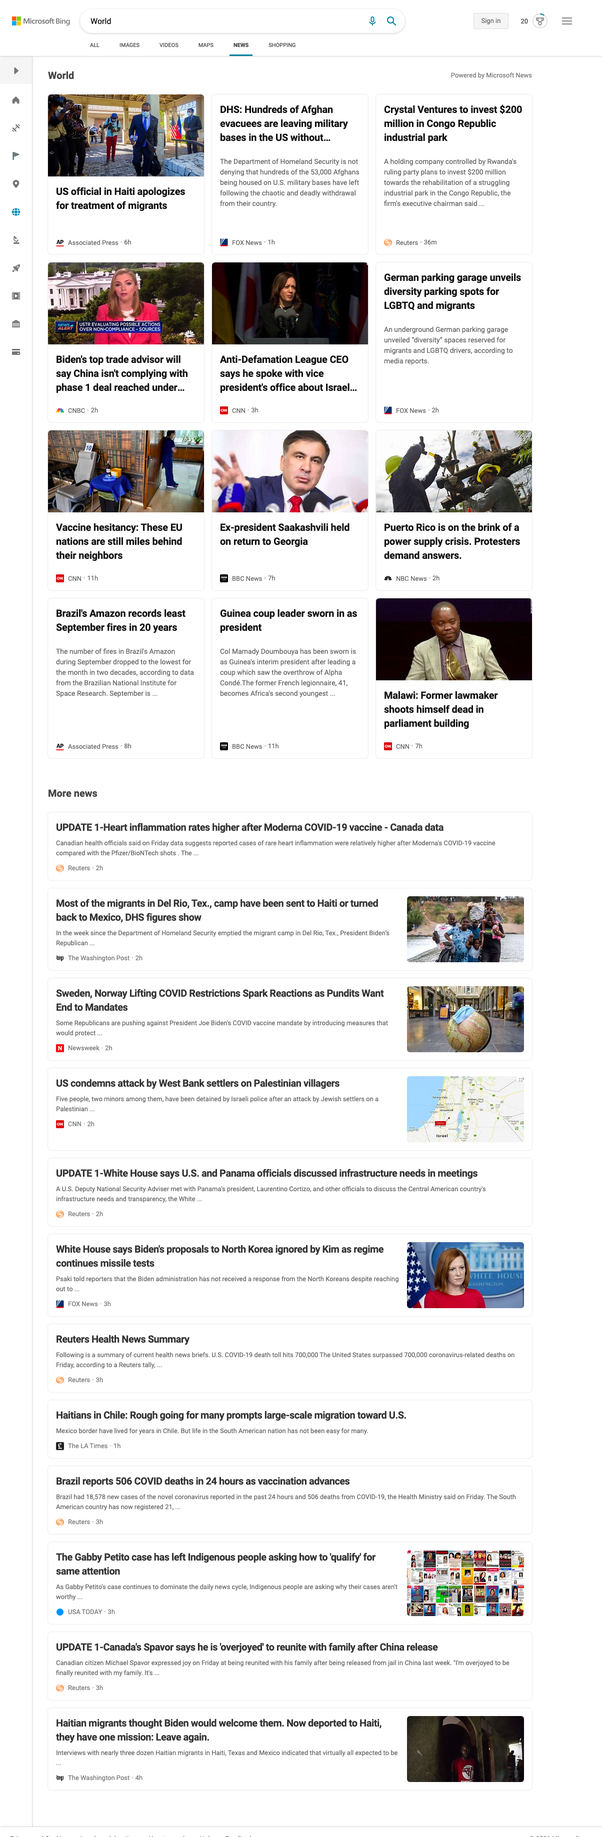 Microsoft Bing
World
Sign in
20
ALL
IMAGES
VIDEOS
MAPS
NEWS
SHOPPING
World
Powered by Microsoft News
US official in Haiti apologizes
for treatment of migrants
AP Associated Press · 6h
DHS: Hundreds of Afghan
evacuees are leaving military
bases in the US without...
The Department of Homeland Security is not
denying that hundreds of the 53,000 Afghans
being housed on U.S. military bases have left
following the chaotic and deadly withdrawal
from their country.
FOX News · 1h
Crystal Ventures to invest $200
million in Congo Republic
industrial park
A holding company controlled by Rwanda's
ruling party plans to invest $200 million
towards the rehabilitation of a struggling
industrial park in the Congo Republic, the
firm's executive chairman said ...
Reuters · 36m
NEWS ALERT
USTR EVALUATING POSSIBLE ACTIONS
OVER NON-COMPLIANCE - SOURCES
Biden's top trade advisor will
say China isn't complying with
phase 1 deal reached under...
CNBC · 2h
Anti-Defamation League CEO
says he spoke with vice
president's office about Israel...
CNN · 3h
German parking garage unveils
diversity parking spots for
LGBTQ and migrants
An underground German parking garage
unveiled "diversity" spaces reserved for
migrants and LGBTQ drivers, according to
media reports.
FOX News · 2h
Vaccine hesitancy: These EU
nations are still miles behind
their neighbors
CNN · 11h
Ex-president Saakashvili held
on return to Georgia
BBC News · 7h
Puerto Rico is on the brink of a
power supply crisis. Protesters
demand answers.
NBC News · 2h
Brazil's Amazon records least
September fires in 20 years
The number of fires in Brazil's Amazon
during September dropped to the lowest for
the month in two decades, according to data
from the Brazilian National Institute for
Space Research. September is ...
AP Associated Press · 8h
Guinea coup leader sworn in as
president
Col Mamady Doumbouya has been sworn in
as Guinea's interim president after leading a
coup which saw the overthrow of Alpha
Condé.The former French legionnaire, 41,
becomes Africa's second youngest ...
BBC News · 11h
Malawi: Former lawmaker
shoots himself dead in
parliament building
CNN · 7h
More news
UPDATE 1-Heart inflammation rates higher after Moderna COVID-19 vaccine - Canada data
Canadian health officials said on Friday data suggests reported cases of rare heart inflammation were relatively higher after Moderna's COVID-19 vaccine
compared with the Pfizer/BioNTech shots . The ...
Reuters · 2h
Most of the migrants in Del Rio, Tex., camp have been sent to Haiti or turned
back to Mexico, DHS figures show
In the week since the Department of Homeland Security emptied the migrant camp in Del Rio, Tex., President Biden's
Republican ...
wp The Washington Post · 2h
Sweden, Norway Lifting COVID Restrictions Spark Reactions as Pundits Want
End to Mandates
Some Republicans are pushing against President Joe Biden's COVID vaccine mandate by introducing measures that
would protect ...
N Newsweek · 2h
US condemns attack by West Bank settlers on Palestinian villagers
Five people, two minors among them, have been detained by Israeli police after an attack by Jewish settlers on a
Palestinian ...
CNN · 2h
Israel
UPDATE 1-White House says U.S. and Panama officials discussed infrastructure needs in meetings
A U.S. Deputy National Security Adviser met with Panama's president, Laurentino Cortizo, and other officials to discuss the Central American country's
infrastructure needs and transparency, the White ...
Reuters · 2h
White House says Biden's proposals to North Korea ignored by Kim as regime
continues missile tests
Psaki told reporters that the Biden administration has not received a response from the North Koreans despite reaching
out to ...
FOX News · 3h
Reuters Health News Summary
Following is a summary of current health news briefs. U.S. COVID-19 death toll hits 700,000 The United States surpassed 700,000 coronavirus-related deaths on
Friday, according to a Reuters tally, ...
Reuters · 3h
Haitians in Chile: Rough going for many prompts large-scale migration toward U.S.
Mexico border have lived for years in Chile. But life in the South American nation has not been easy for many.
The LA Times · 1h
Brazil reports 506 COVID deaths in 24 hours as vaccination advances
Brazil had 18,578 new cases of the novel coronavirus reported in the past 24 hours and 506 deaths from COVID-19, the Health Ministry said on Friday. The South
American country has now registered 21,...
Reuters · 3h
The Gabby Petito case has left Indigenous people asking how to 'qualify' for
same attention
As Gabby Petito's case continues to dominate the daily news cycle, Indigenous people are asking why their cases aren't
worthy ...
USA TODAY · 3h
UPDATE 1-Canada's Spavor says he is 'overjoyed' to reunite with family after China release
Canadian citizen Michael Spavor expressed joy on Friday at being reunited with his family after being released from jail in China last week. "I'm overjoyed to be
finally reunited with my family. It's ...
Reuters · 3h
Haitian migrants thought Biden would welcome them. Now deported to Haiti,
they have one mission: Leave again.
Interviews with nearly three dozen Haitian migrants in Haiti, Texas and Mexico indicated that virtually all expected to be
...
wp The Washington Post · 4h